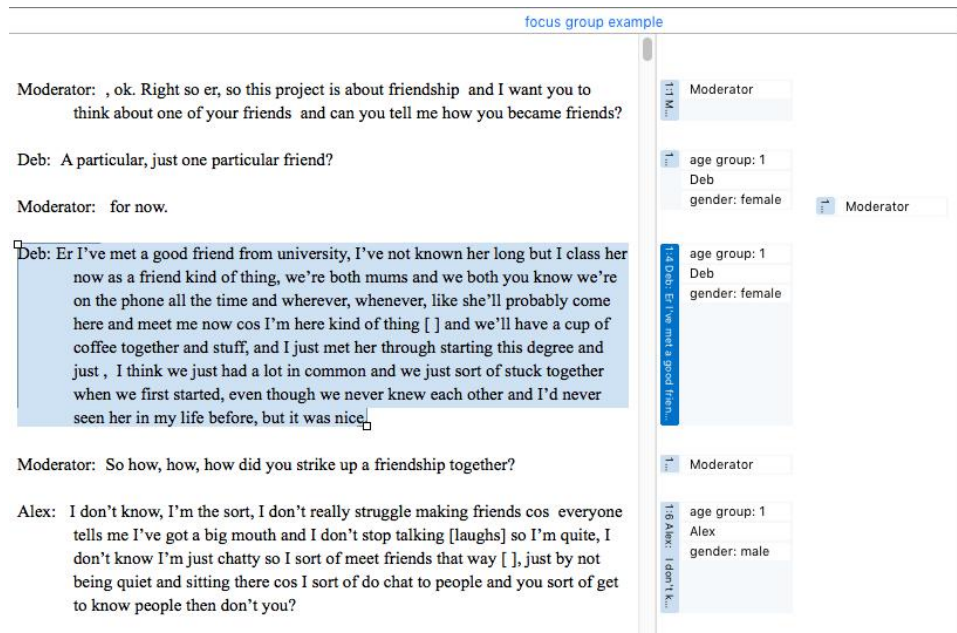 focus group example
Moderator: , ok. Right so er, so this project is about friendship and I want you to
think about one of your friends and can you tell me how you became friends?
1:1 M...
Moderator
Deb: A particular, just one particular friend?
1...
age group: 1
Deb
gender: female
Moderator: for now.
1...
Moderator
Deb: Er I’ve met a good friend from university, I’ve not known her long but I class her
now as a friend kind of thing, we’re both mums and we both you know we’re
on the phone all the time and wherever, whenever, like she’ll probably come
here and meet me now cos I’m here kind of thing [ ] and we’ll have a cup of
coffee together and stuff, and I just met her through starting this degree and
just , I think we just had a lot in common and we just sort of stuck together
when we first started, even though we never knew each other and I’d never
seen her in my life before, but it was nice
1:4 Deb: Er I’ve met a good frien...
age group: 1
Deb
gender: female
Moderator: So how, how, how did you strike up a friendship together?
1...
Moderator
Alex: I don’t know, I’m the sort, I don’t really struggle making friends cos everyone
tells me I’ve got a big mouth and I don’t stop talking [laughs] so I’m quite, I
don’t know I’m just chatty so I sort of meet friends that way [ ], just by not
being quiet and sitting there cos I sort of do chat to people and you sort of get
to know people then don’t you?
1:6 Alex: I don’t k...
age group: 1
Alex
gender: male